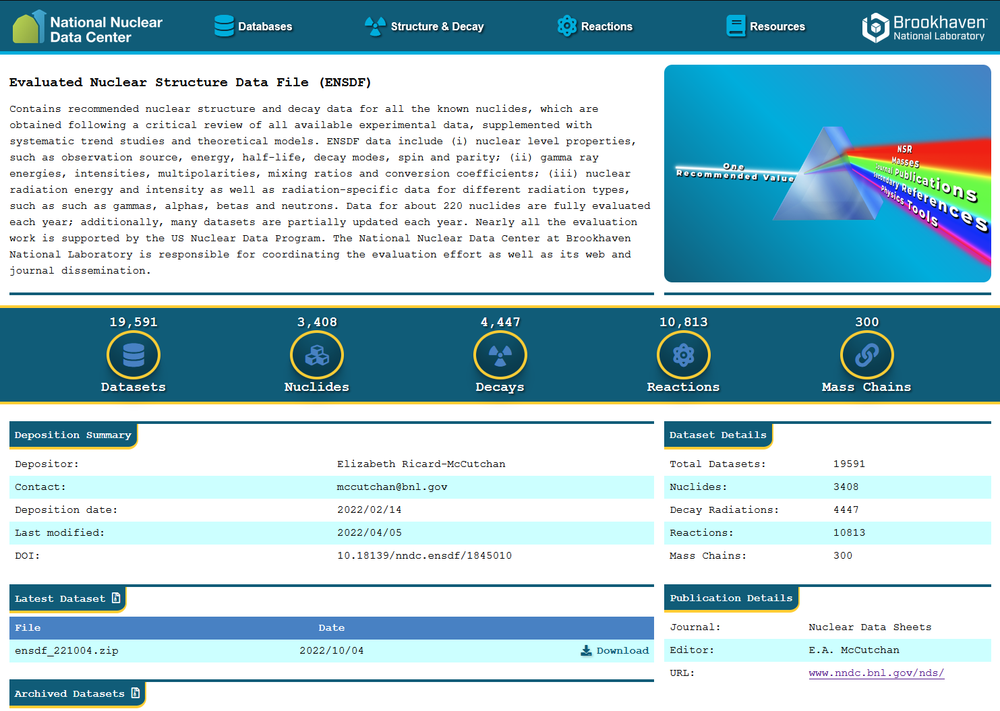 National Nuclear
Data Center
Databases
Structure & Decay
Reactions
Resources
Brookhaven™
National Laboratory
Evaluated Nuclear Structure Data File (ENSDF)
Contains recommended nuclear structure and decay data for all the known nuclides, which are
obtained following a critical review of all available experimental data, supplemented with
systematic trend studies and theoretical models. ENSDF data include (i) nuclear level properties,
such as observation source, energy, half-life, decay modes, spin and parity; (ii) gamma ray
energies, intensities, multipolarities, mixing ratios and conversion coefficients; (iii) nuclear
radiation energy and intensity as well as radiation-specific data for different radiation types,
such as such as gammas, alphas, betas and neutrons. Data for about 220 nuclides are fully evaluated
each year; additionally, many datasets are partially updated each year. Nearly all the evaluation
work is supported by the US Nuclear Data Program. The National Nuclear Data Center at Brookhaven
National Laboratory is responsible for coordinating the evaluation effort as well as its web and
journal dissemination.
One
Recommended Value
NSR
Masses
Journal Publications
Secondary References
Physics Tools
19,591
Datasets
3,408
Nuclides
4,447
Decays
10,813
Reactions
300
Mass Chains
Deposition Summary
Depositor: Elizabeth Ricard-McCutchan
Contact: mccutchan@bnl.gov
Deposition date: 2022/02/14
Last modified: 2022/04/05
DOI: 10.18139/nndc.ensdf/1845010
Dataset Details
Total Datasets: 19591
Nuclides: 3408
Decay Radiations: 4447
Reactions: 10813
Mass Chains: 300
Latest Dataset
File Date
ensdf_221004.zip 2022/10/04 Download
Publication Details
Journal: Nuclear Data Sheets
Editor: E.A. McCutchan
URL: www.nndc.bnl.gov/nds/
Archived Datasets